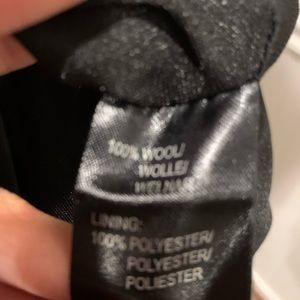 100% WOOL/
WOLLE/
LINING:
100% POLYESTER/
POLYESTER/
POLIESTER